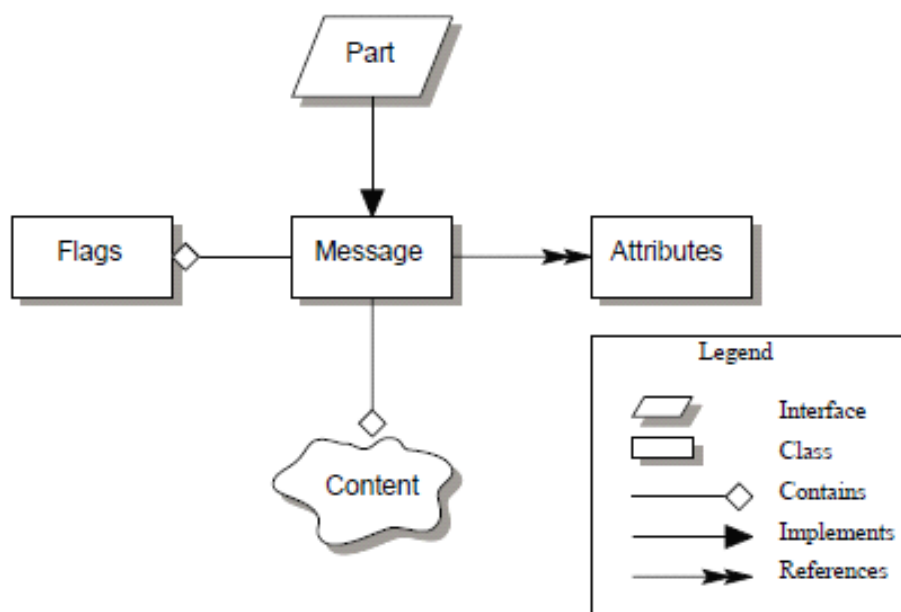 Part
Flags
Message
Attributes
Content
Legend
Interface
Class
Contains
Implements
References